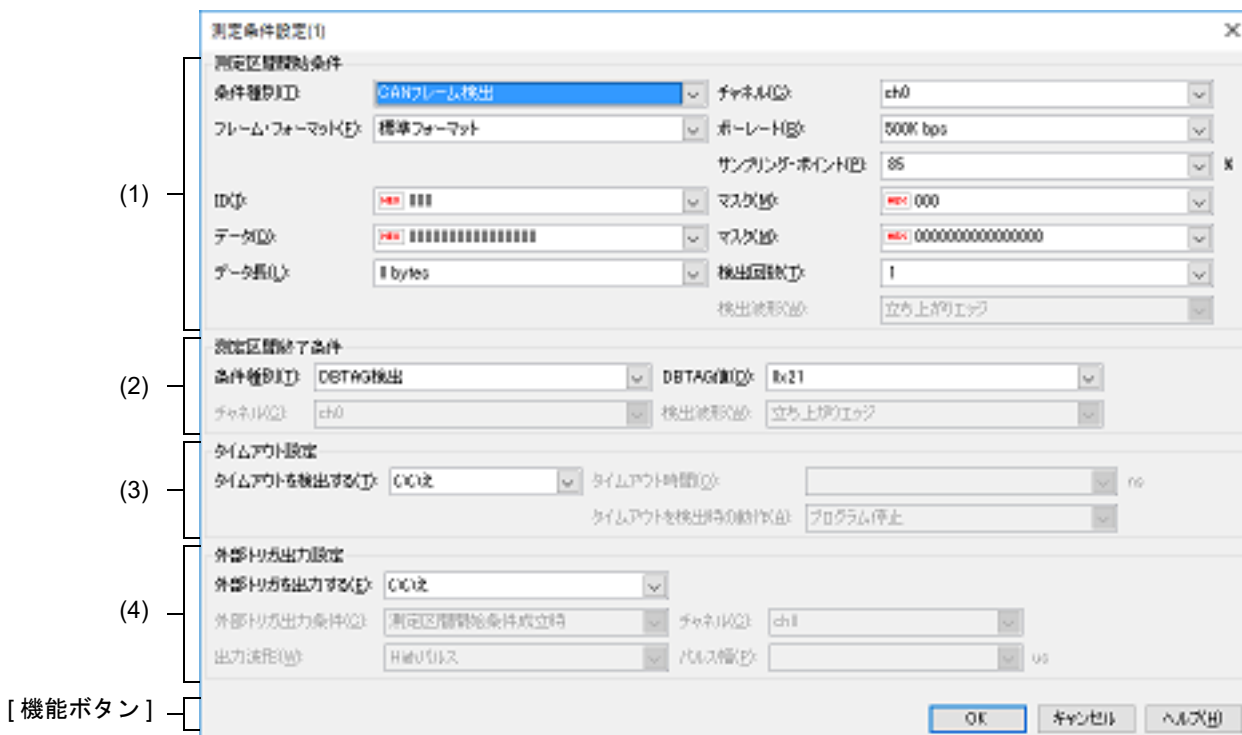 測定条件設定(1)
測定区間開始条件
(1)
条件種別(T): CANフレーム検出 チャネル(C): ch0
フレーム・フォーマット(F): 標準フォーマット ボーレート(B): 500K bps
サンプリング・ポイント(P): 85 %
ID(I): HEX マスク(M): HEX 000
データ(D): HEX マスク(M): HEX 0000000000000000
データ長(L): bytes 検出回数(T): 1
検出波形(W): 立ち上がりエッジ
(2)
測定区間終了条件
条件種別(T): DBTAG検出 DBTAG値(D): 0x21
チャネル(C): ch0 検出波形(W): 立ち上がりエッジ
(3)
タイムアウト設定
タイムアウトを検出する(T): いいえ タイムアウト時間(O): ns
タイムアウトを検出時の動作(A): プログラム停止
(4)
外部トリガ出力設定
外部トリガを出力する(E): いいえ
外部トリガ出力条件(C): 測定区間開始条件成立時 チャネル(C):
出力波形(W): Highパルス パルス幅(P): us
[ 機能ボタン ]
OK キャンセル ヘルプ(H)